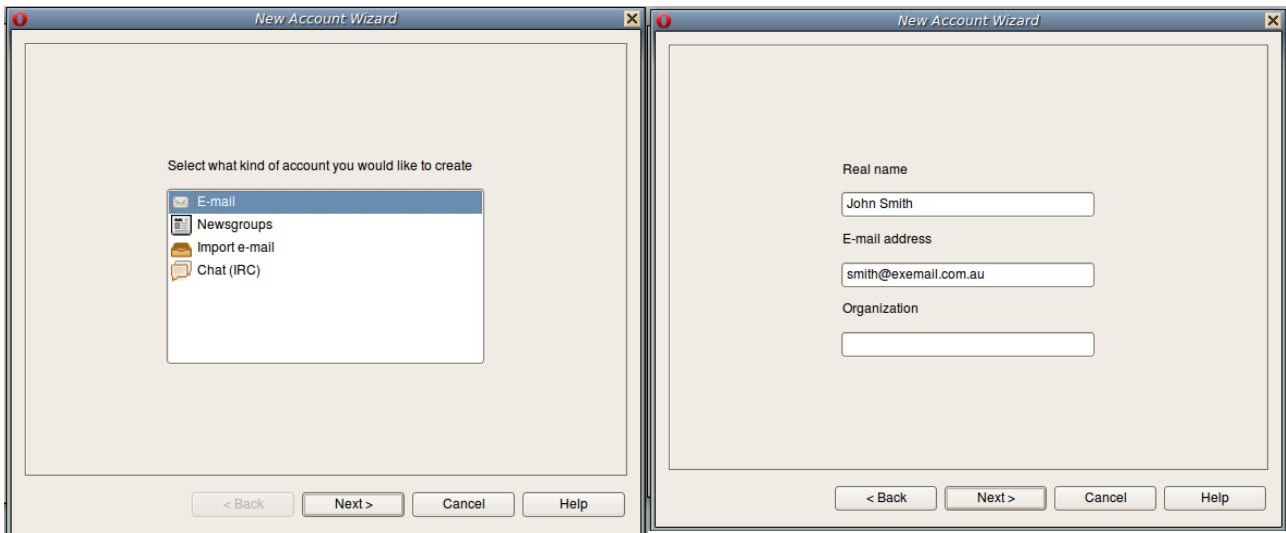 New Account Wizard
Select what kind of account you would like to create
E-mail
Newsgroups
Import e-mail
Chat (IRC)
< Back
Next >
Cancel
Help
New Account Wizard
Real name
John Smith
E-mail address
smith@exemail.com.au
Organization
< Back
Next >
Cancel
Help